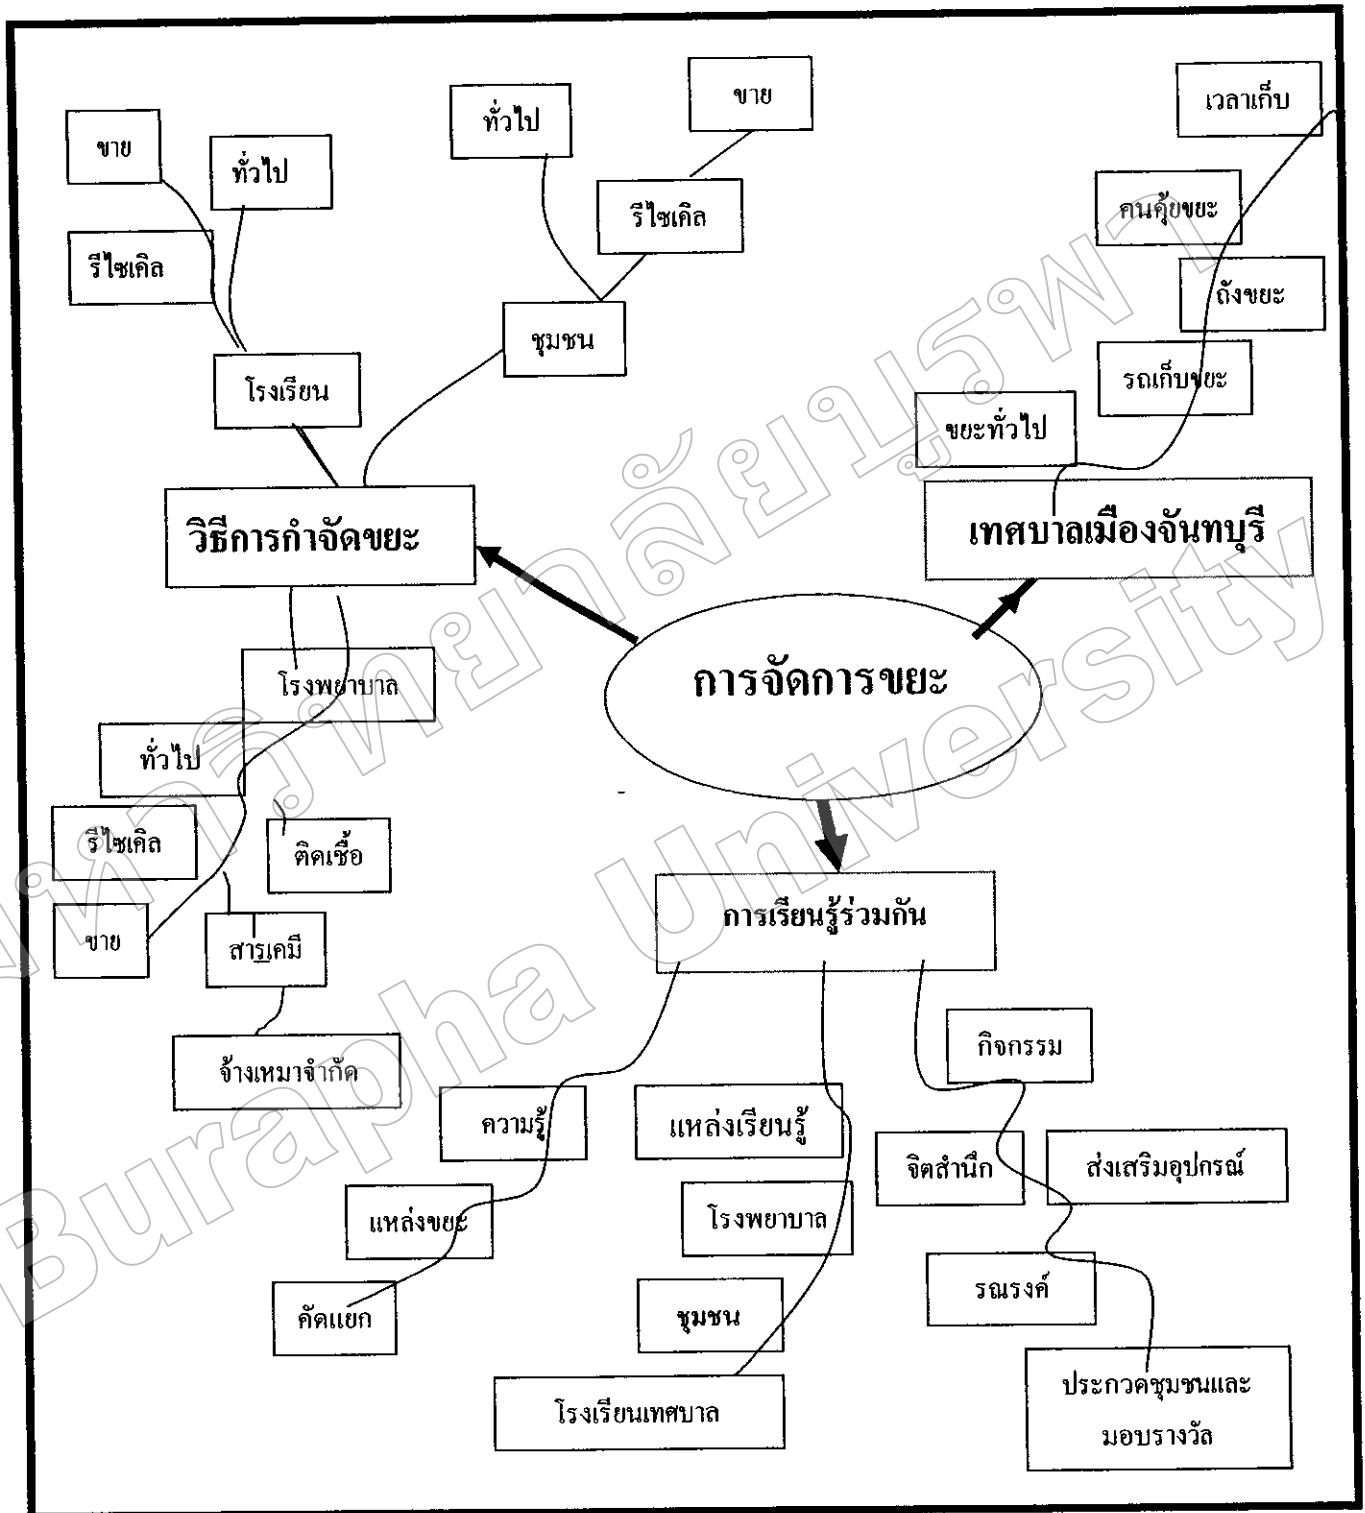 ขาย
ทั่วไป
รีไซเคิล
โรงเรียน
ทั่วไป
ขาย
รีไซเคิล
ชุมชน
เวลาเก็บ
คนคุ้ยขยะ
ถังขยะ
รถเก็บขยะ
ขยะทั่วไป
เทศบาลเมืองจันทบุรี
วิธีการกำจัดขยะ
การจัดการขยะ
โรงพยาบาล
ทั่วไป
รีไซเคิล
ติดเชื้อ
ขาย
สารเคมี
จ้างเหมาจำกัด
การเรียนรู้ร่วมกัน
ความรู้
แหล่งขยะ
คัดแยก
แหล่งเรียนรู้
โรงพยาบาล
ชุมชน
โรงเรียนเทศบาล
กิจกรรม
จิตสำนึก
ส่งเสริมอุปกรณ์
รณรงค์
ประกวดชุมชนและ
มอบรางวัล
มหาวิทยาลัยบูรพา
Burapha University